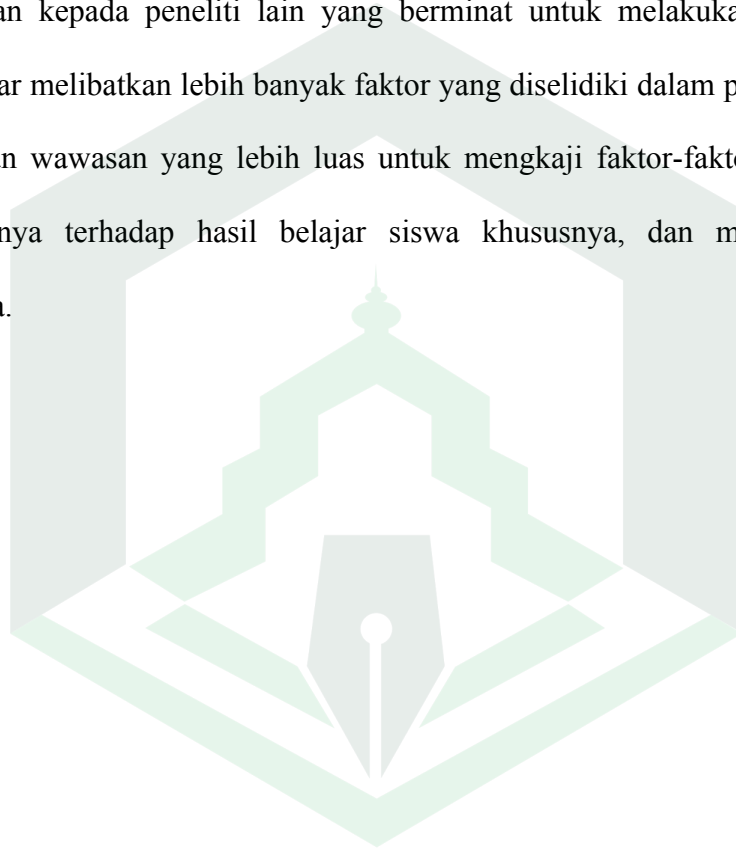 an kepada peneliti lain yang berminat untuk melakuka
ar melibatkan lebih banyak faktor yang diselidiki dalam p
n wawasan yang lebih luas untuk mengkaji faktor-fakto
nya terhadap hasil belajar siswa khususnya, dan m
a.